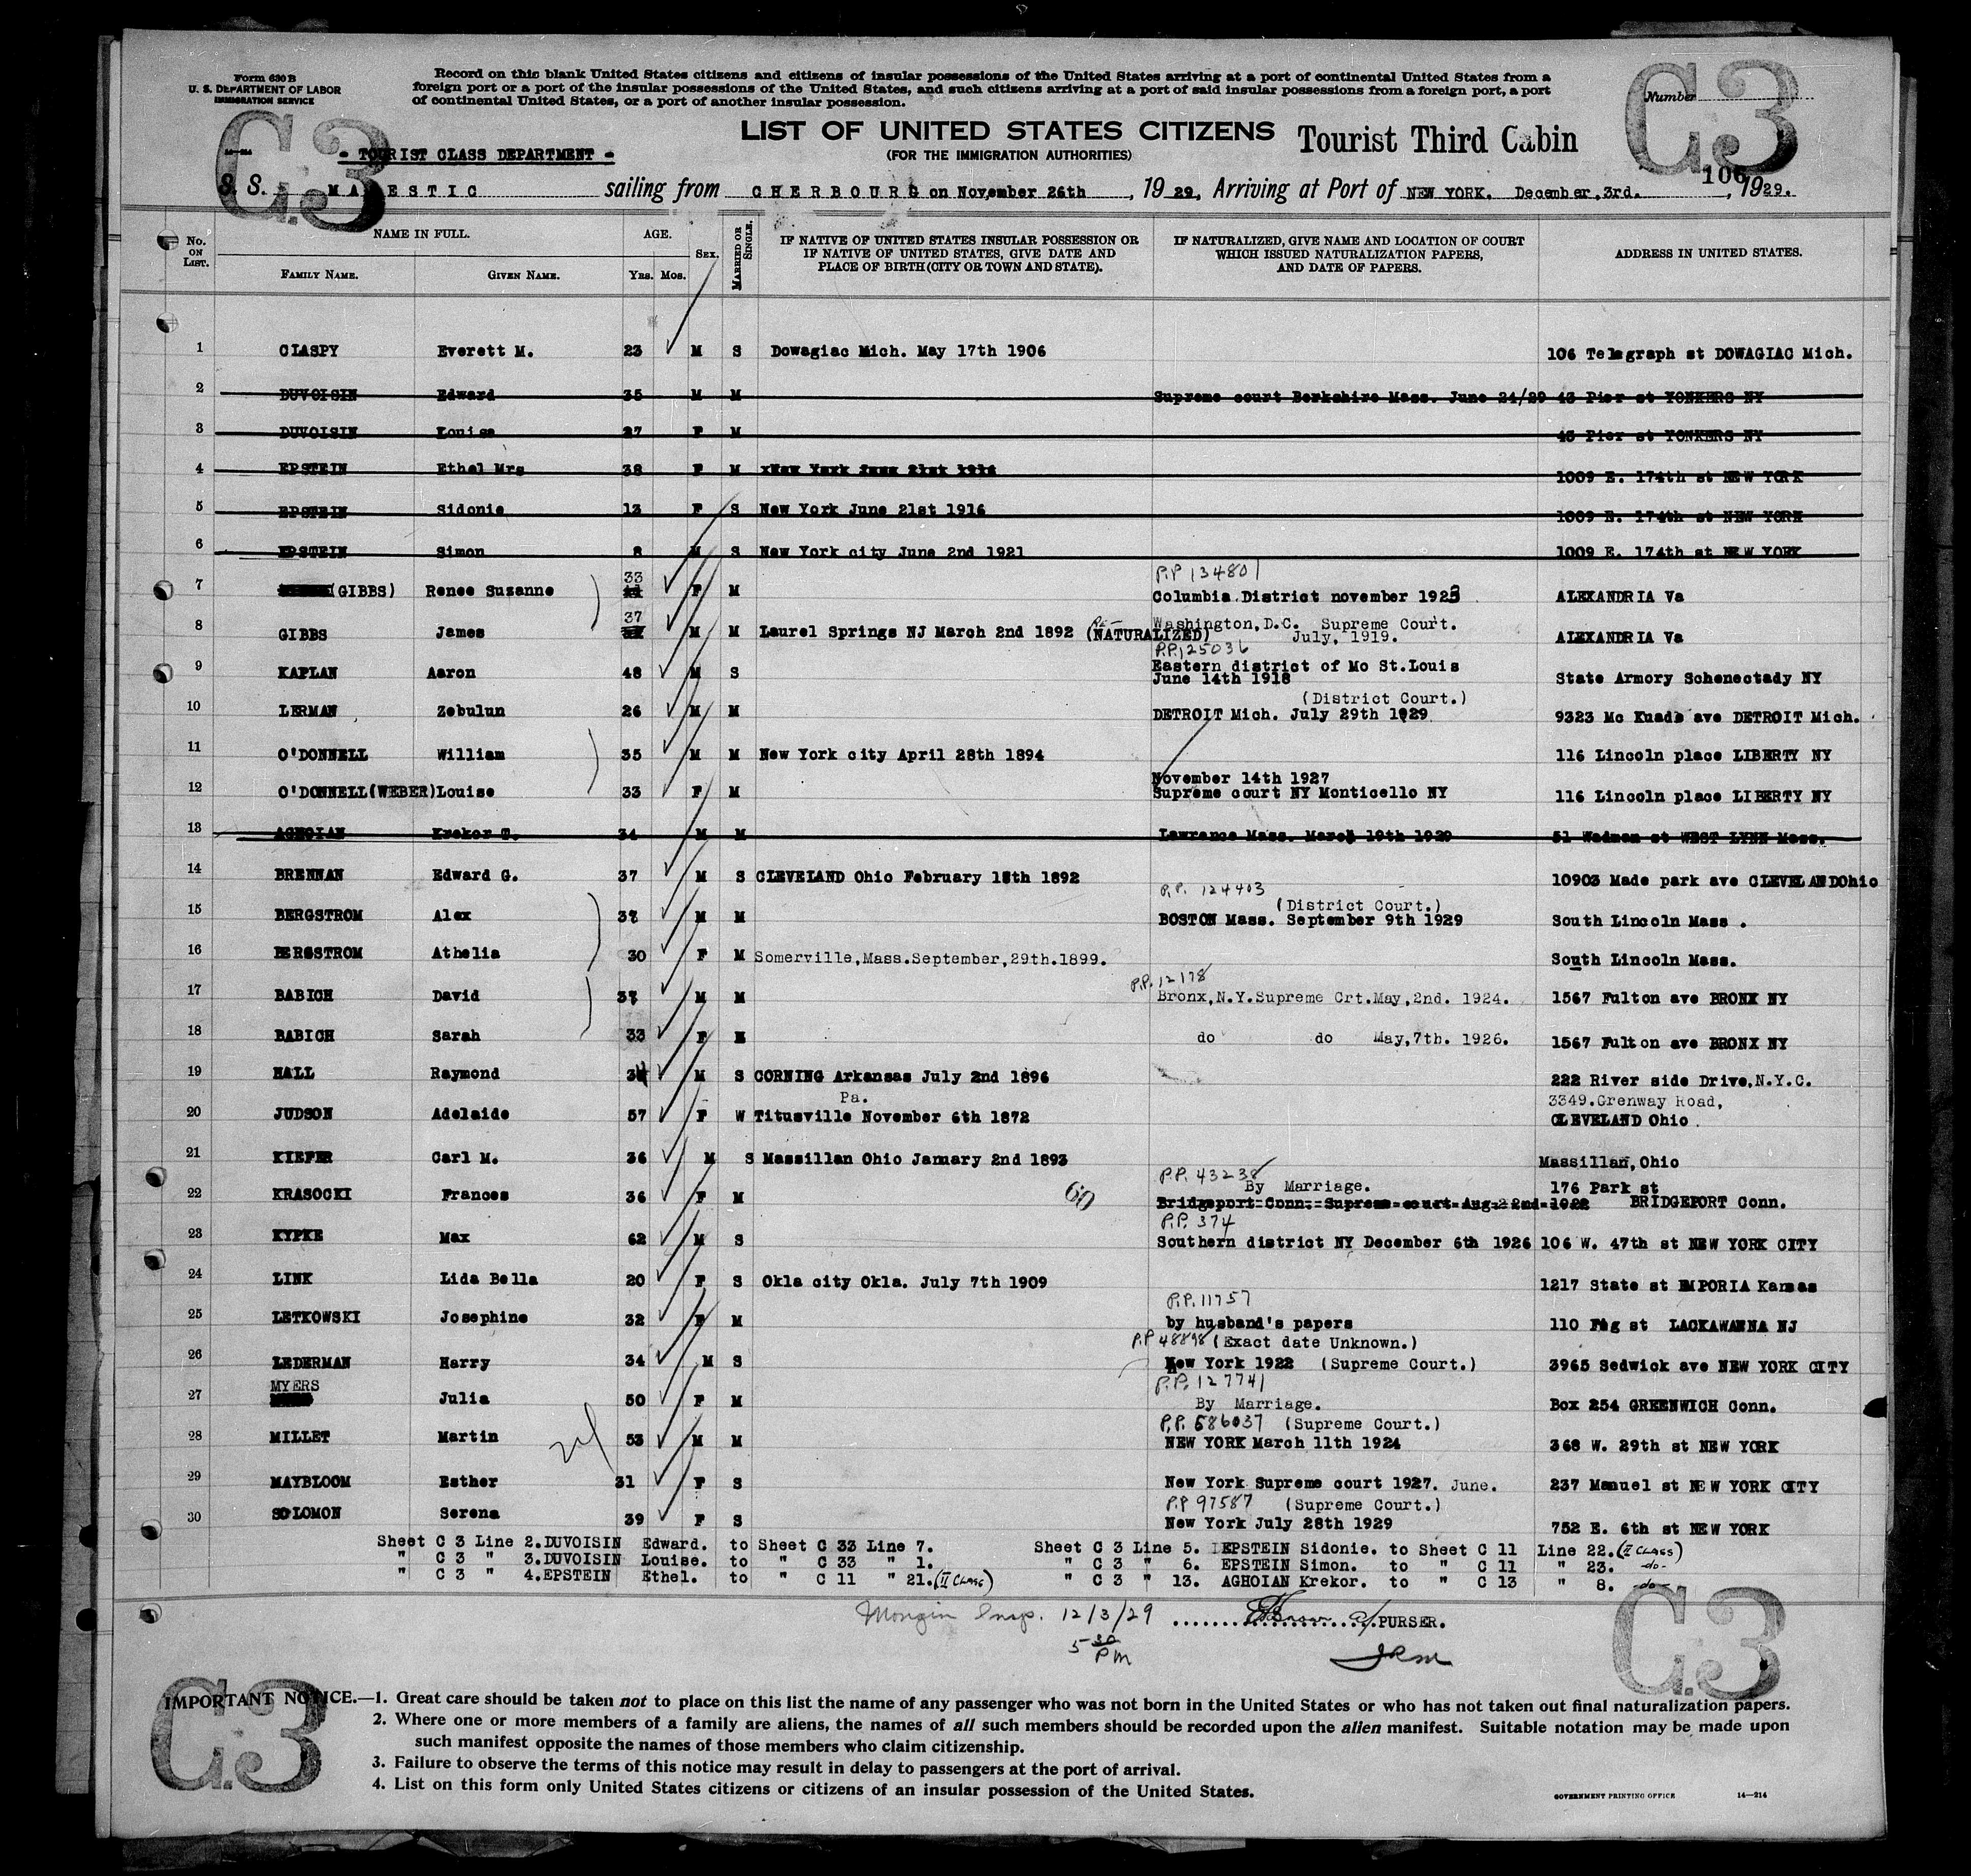 Form 630 B
U. S. DEPARTMENT OF LABOR
IMMIGRATION SERVICE
Record on this blank United States citizens and citizens of insular possessions of the United States arriving at a port of continental United States from a
foreign port or a port of the insular possessions of the United States, and such citizens arriving at a port of said insular possessions from a foreign port, a port
of continental United States, or a port of another insular possession.
Number
C.3
C.3
14—214
- TOURIST CLASS DEPARTMENT -
LIST OF UNITED STATES CITIZENS Tourist Third Cabin
(FOR THE IMMIGRATION AUTHORITIES)
106
S. S. MAJESTIC sailing from CHERBOURG on November 26th, 19 29, Arriving at Port of NEW YORK. December,3rd., 1929.
No. ON LIST. NAME IN FULL. AGE. SEX. MARRIED OR SINGLE. IF NATIVE OF UNITED STATES INSULAR POSSESSION OR IF NATIVE OF UNITED STATES, GIVE DATE AND PLACE OF BIRTH (CITY OR TOWN AND STATE). IF NATURALIZED, GIVE NAME AND LOCATION OF COURT WHICH ISSUED NATURALIZATION PAPERS, AND DATE OF PAPERS. ADDRESS IN UNITED STATES.
FAMILY NAME. GIVEN NAME. Yrs. Mos.
1 CLASPY Everett M. 23 M S Dowagiac Mich. May 17th 1906 106 Telegraph st DOWAGIAC Mich.
2 DUVOISIN Edward 35 M M Supreme court Berkshire Mass. June 24/29 43 Pier st YONKERS NY
3 DUVOISIN Louise 27 F M 43 Pier st YONKERS NY
4 EPSTEIN Ethel Mrs 38 F M 1009 E. 174th st NEW YORK
5 EPSTEIN Sidonie 13 F S New York June 21st 1916 1009 E. 174th st NEW YORK
6 EPSTEIN Simon 8 M S New York city June 2nd 1921 1009 E. 174th st NEW YORK
33 P.P 134801
7 (GIBBS) Renee Suzanne F M Columbia District november 1923 ALEXANDRIA Va
37 RE- Washington,D.C. Supreme Court.
8 GIBBS James M M Laurel Springs NJ March 2nd 1892 (NATURALIZED) July, 1919. ALEXANDRIA Va
P.P.125036
9 KAPLAN Aaron 48 M S Eastern district of Mo St.Louis June 14th 1918 State Armory Schenectady NY
(District Court.)
10 LERMAN Zebulun 26 M M DETROIT Mich. July 29th 1929 9323 Mc Kuade ave DETROIT Mich.
11 O'DONNELL William 35 M M New York city April 28th 1894 116 Lincoln place LIBERTY NY
November 14th 1927
12 O'DONNELL(WEBER)Louise 33 F M Supreme court NY Monticello NY 116 Lincoln place LIBERTY NY
13 AGHOIAN Krekor T. 34 M M Lawrence Mass. March 19th 1929 51 Wadman st WEST LYNN Mass.
14 BRENNAN Edward G. 37 M S CLEVELAND Ohio February 18th 1892 10903 Made park ave CLEVELANDOhio
P.P. 124403
(District Court.)
15 BERGSTROM Alex 37 M M BOSTON Mass. September 9th 1929 South Lincoln Mass .
16 BERGSTROM Athelia 30 F M Somerville,Mass.September,29th.1899. South Lincoln Mass.
P.P. 12178
17 BABICH David 37 M M Bronx,N.Y.Supreme Crt.May,2nd. 1924. 1567 Fulton ave BRONX NY
18 BABICH Sarah 33 F M do do May,7th. 1926. 1567 Fulton ave BRONX NY
19 HALL Raymond 34 M S CORNING Arkansas July 2nd 1896 222 River side Drive,N.Y.C.
Pa. 3349.Grenway Road,
20 JUDSON Adelaide 57 F W Titusville November 6th 1872 CLEVELAND Ohio .
21 KIEFER Carl M. 36 M S Massillan Ohio January 2nd 1893 Massillan,Ohio
P.P. 43238
By Marriage. 176 Park st
22 KRASOCKI Frances 36 F M 60 Bridgeport Conn. Supreme court Aug 22nd 1922 BRIDGEPORT Conn.
P.P. 374
23 KYPKE Max 62 M S Southern district NY December 6th 1926 106 W. 47th st NEW YORK CITY
24 LINK Lida Bella 20 F S Okla city Okla. July 7th 1909 1217 State st EMPORIA Kansas
P.P. 11757
25 LETKOWSKI Josephine 32 F M by husband's papers 110 st LACKAWANNA NJ
P.P 48898 (Exact date Unknown.)
26 LEDERMAN Harry 34 M S New York 1922 (Supreme Court.) 3965 Sedwick ave NEW YORK CITY
P.P. 127741
27 MYERS Julia 50 F M By Marriage. Box 254 GREENWICH Conn.
P.P. 586037 (Supreme Court.)
28 MILLET Martin 24 53 M M NEW YORK March 11th 1924 368 W. 29th st NEW YORK
29 MAYBLOOM Esther 31 F S New York Supreme court 1927. June. 237 Manuel st NEW YORK CITY
P.P 97587 (Supreme Court.)
30 SOLOMON Serena 39 F S New York July 28th 1929 752 E. 6th st NEW YORK
Sheet C 3 Line 2.DUVOISIN Edward. to Sheet C 33 Line 7. Sheet C 3 Line 5. EPSTEIN Sidonie. to Sheet C 11 Line 22.(II CLASS)
" C 3 " 3.DUVOISIN Louise. to " C 33 " 1. " C 3 " 6. EPSTEIN Simon. to " C 11 " 23. -do-
" C 3 " 4.EPSTEIN Ethel. to " C 11 " 21.(II CLASS) " C 3 " 13. AGHOIAN Krekor. to " C 13 " 8. -do-
Mongin Insp. 12/3/29 PURSER.
5 30 PM
C.3
C.3
IMPORTANT NOTICE.—1. Great care should be taken not to place on this list the name of any passenger who was not born in the United States or who has not taken out final naturalization papers.
2. Where one or more members of a family are aliens, the names of all such members should be recorded upon the alien manifest. Suitable notation may be made upon
such manifest opposite the names of those members who claim citizenship.
3. Failure to observe the terms of this notice may result in delay to passengers at the port of arrival.
4. List on this form only United States citizens or citizens of an insular possession of the United States.
GOVERNMENT PRINTING OFFICE 14—214